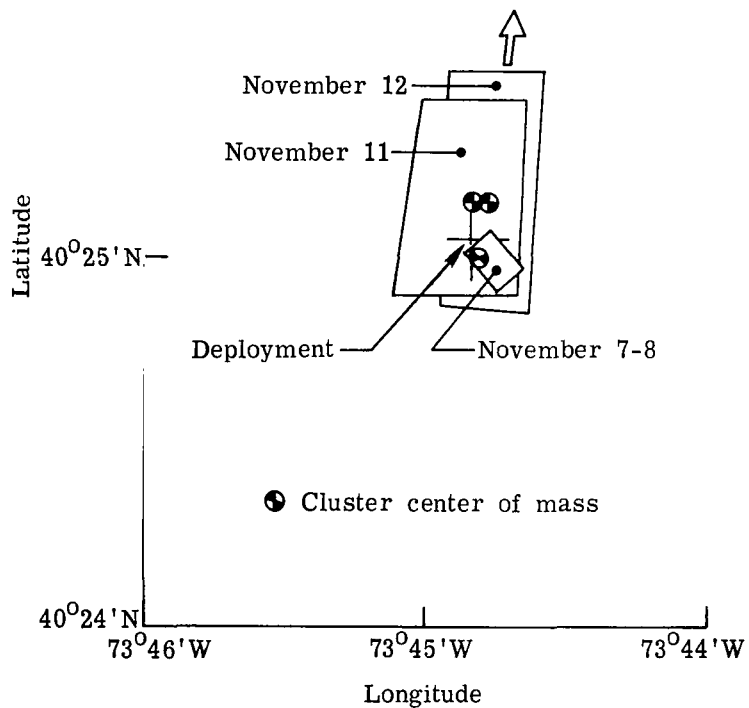 November 12
November 11
Latitude
40°25'N
Deployment
November 7-8
Cluster center of mass
40°24'N
73°46'W
73°45'W
73°44'W
Longitude